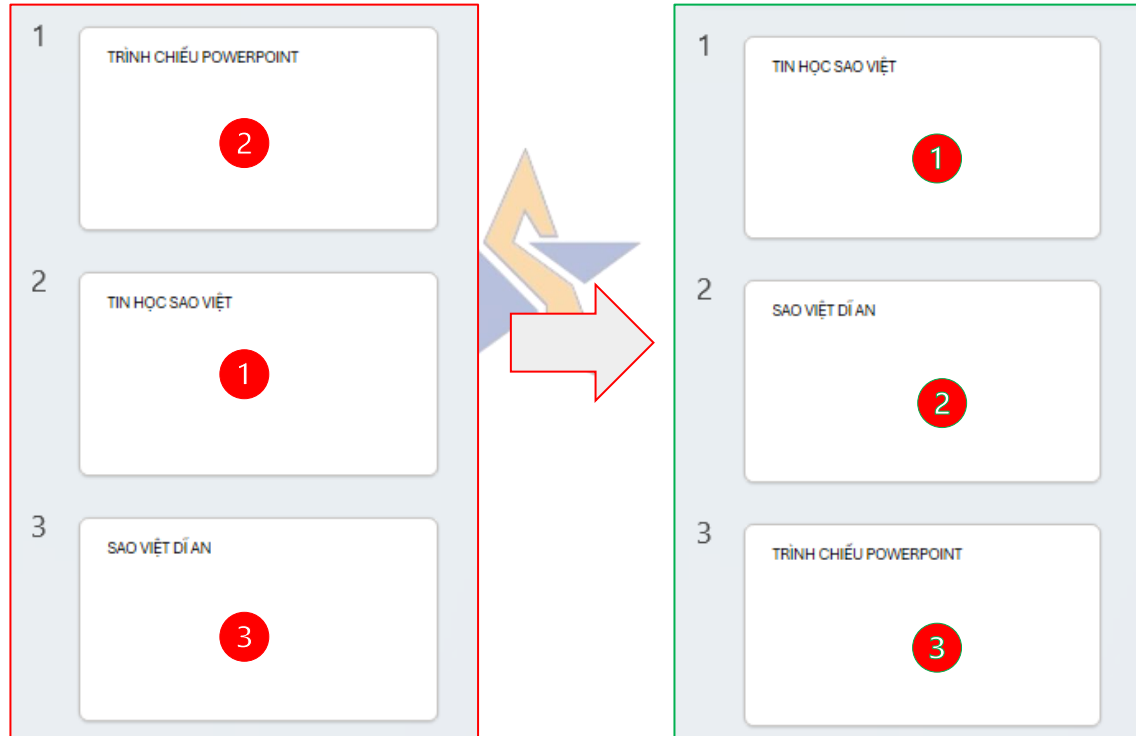 1
TRÌNH CHIẾU POWERPOINT
2
2
TIN HỌC SAO VIỆT
1
3
SAO VIỆT DĨ AN
3
1
TIN HỌC SAO VIỆT
1
2
SAO VIỆT DĨ AN
2
3
TRÌNH CHIẾU POWERPOINT
3